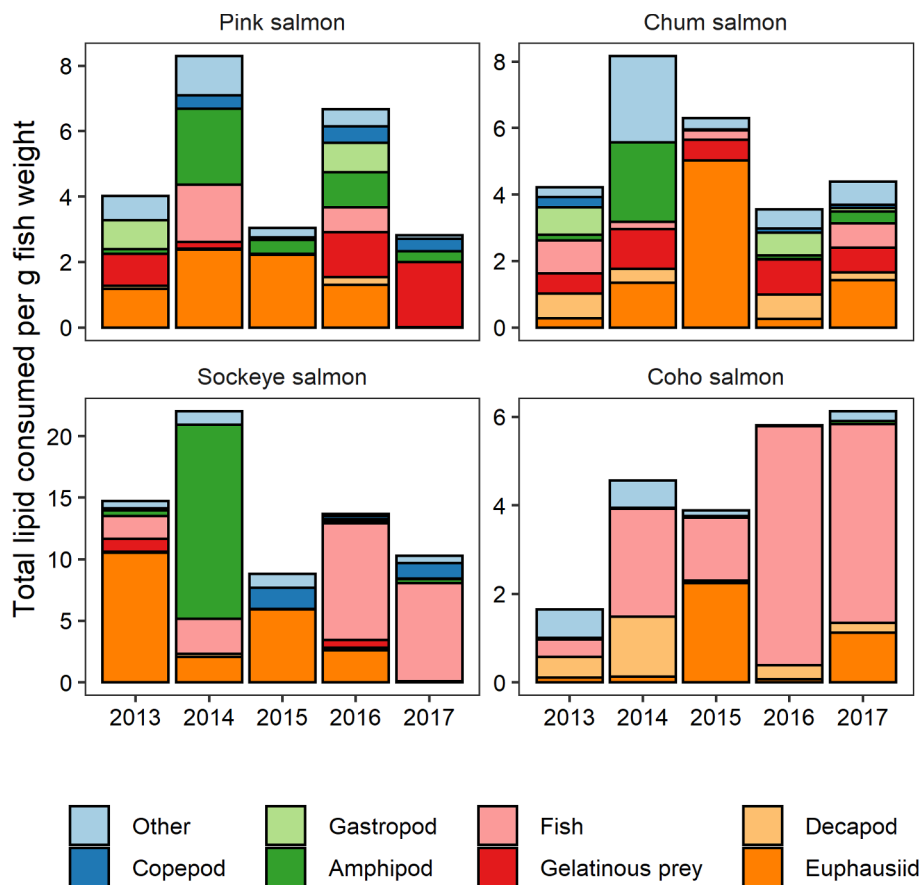 Pink salmon
Chum salmon
Total lipid consumed per g fish weight
8
6
4
2
0
8
6
4
2
0
Sockeye salmon
Coho salmon
20
15
10
5
0
6
4
2
0
2013 2014 2015 2016 2017
2013 2014 2015 2016 2017
Other Gastropod Fish Decapod
Copepod Amphipod Gelatinous prey Euphausiid